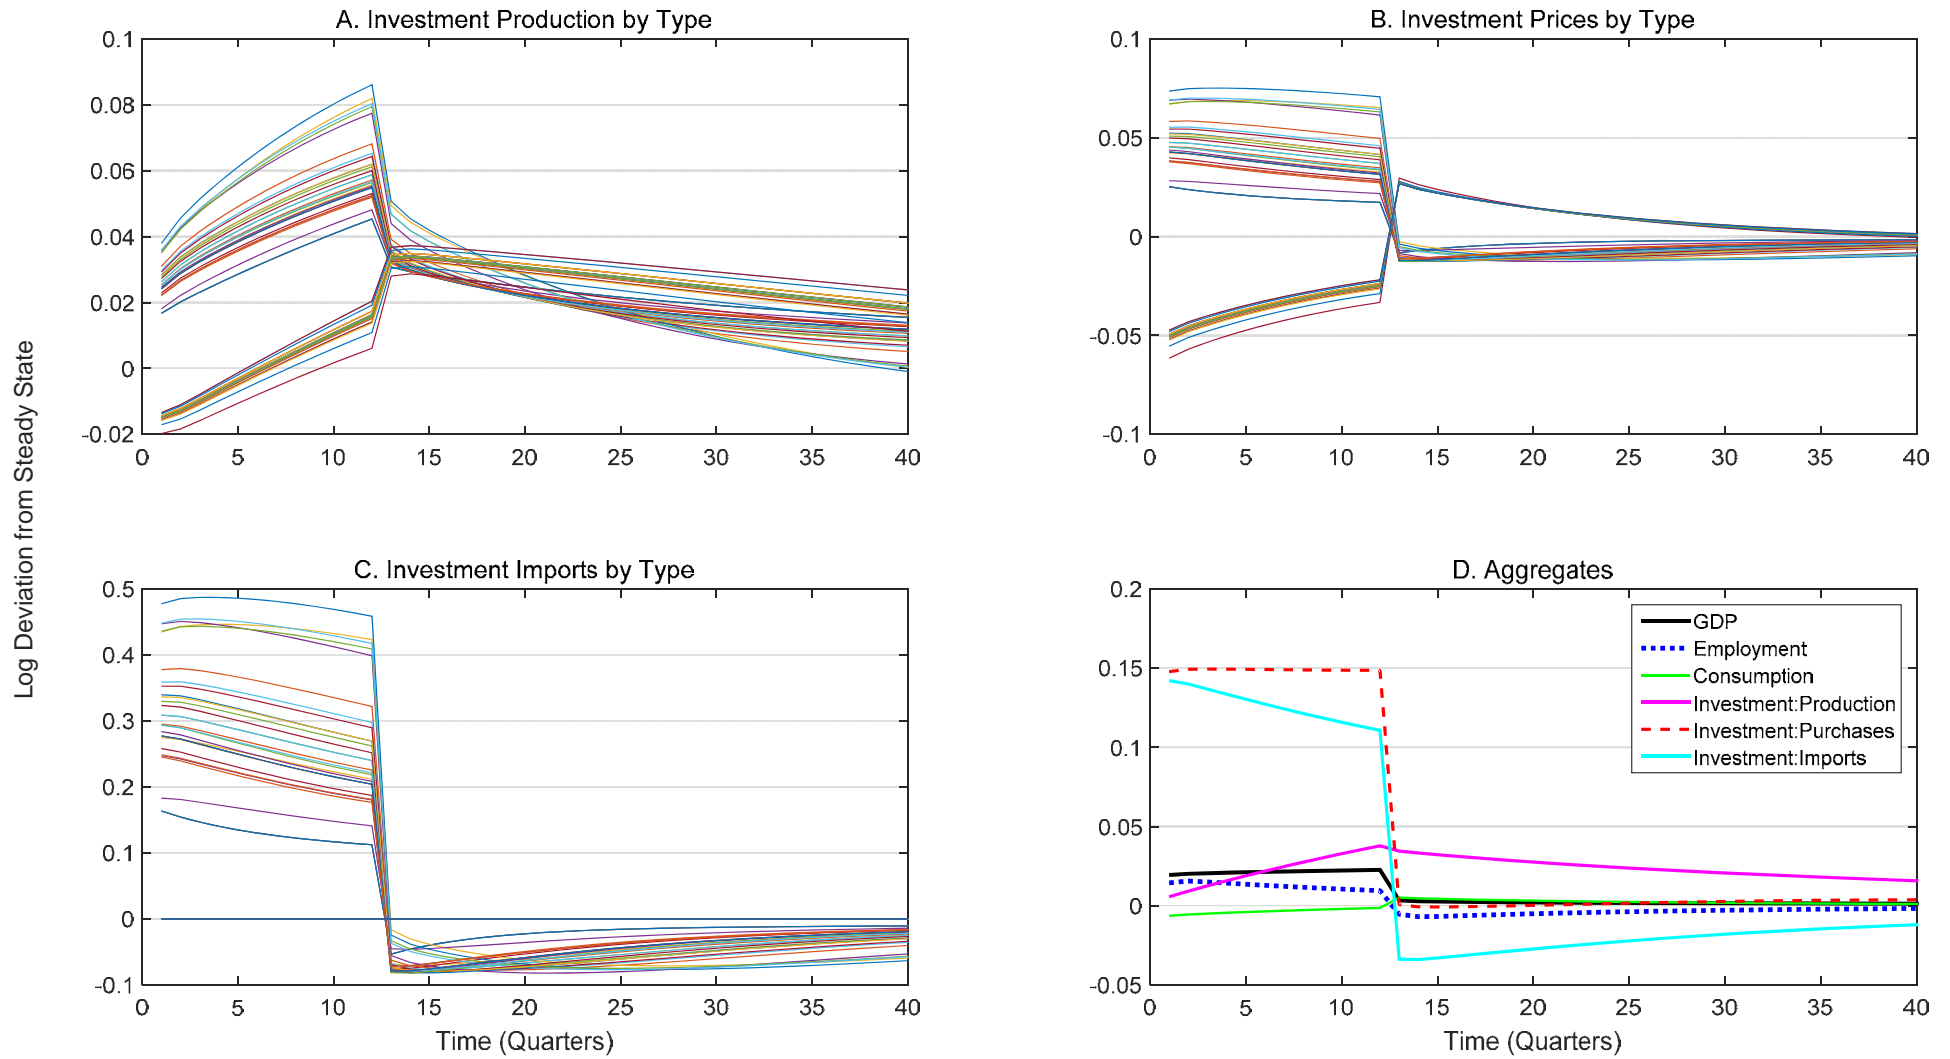 A. Investment Production by Type
0.1
0.08
0.06
0.04
0.02
0
-0.02
0 5 10 15 20 25 30 35 40
B. Investment Prices by Type
0.1
0.05
0
-0.05
-0.1
0 5 10 15 20 25 30 35 40
Log Deviation from Steady State
C. Investment Imports by Type
0.5
0.4
0.3
0.2
0.1
0
-0.1
0 5 10 15 20 25 30 35 40
Time (Quarters)
D. Aggregates
0.2
0.15
0.1
0.05
0
-0.05
0 5 10 15 20 25 30 35 40
Time (Quarters)
GDP
Employment
Consumption
Investment:Production
Investment:Purchases
Investment:Imports